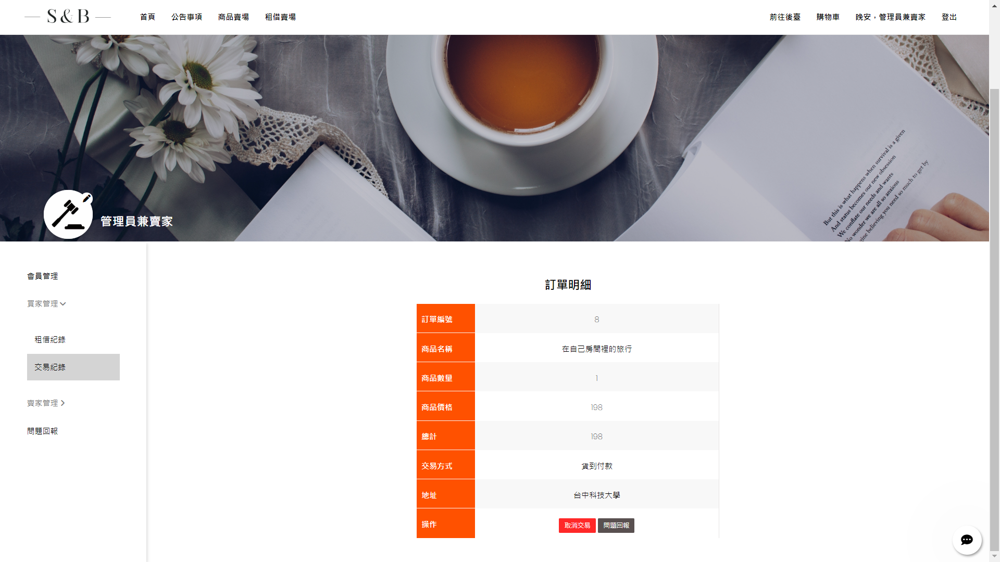 S & B
首頁
公告事項
商品賣場
租借賣場
前往後臺
購物車
晚安，管理員兼賣家
登出
But this is what happens when survival is a given
And status becomes our new obsession
We conflate our needs and wants
No wonder we are all so anxious
gine believing you need so much to get by
管理員兼賣家
會員管理
買家管理
租借紀錄
交易紀錄
賣家管理
問題回報
訂單明細
訂單編號 8
商品名稱 在自己房間裡的旅行
商品數量 1
商品價格 198
總計 198
交易方式 貨到付款
地址 台中科技大學
操作 取消交易 問題回報